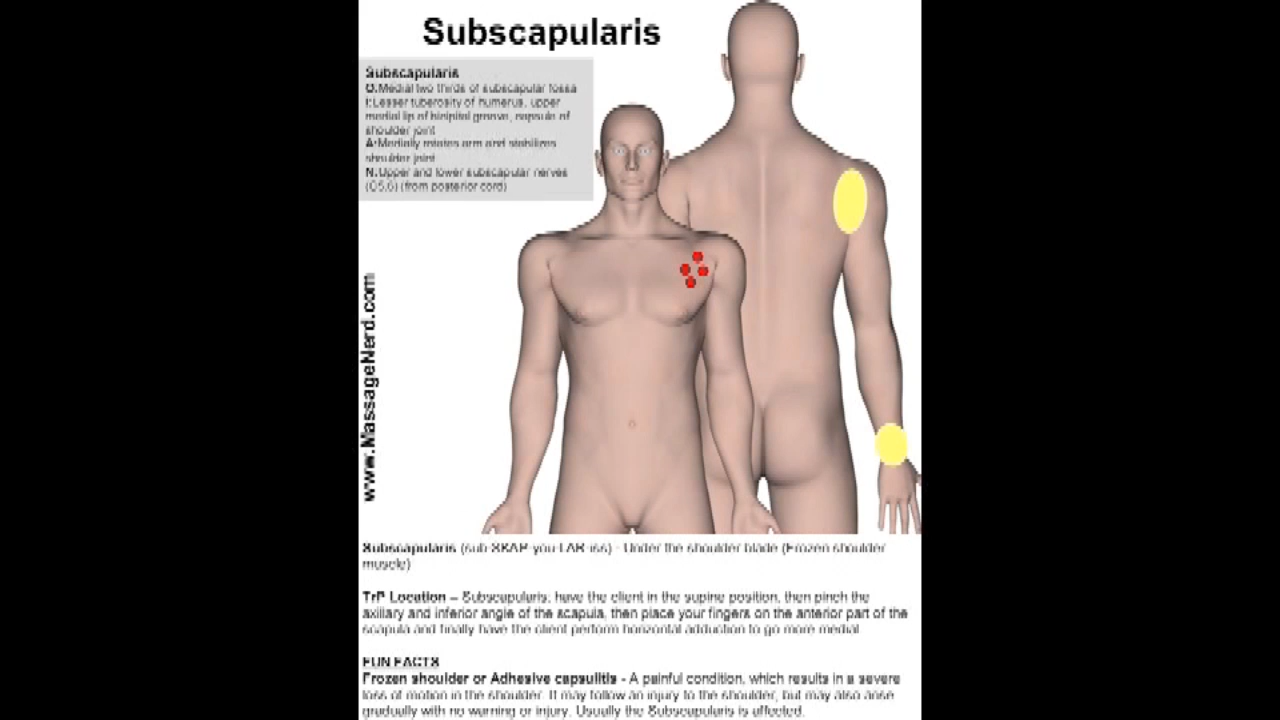 Subscapularis
Subscapularis
O:Medial two thirds of subscapular fossa
I:Lesser tuberosity of humerus, upper
medial lip of bicipital groove, capsule of
shoulder joint
A:Medially rotates arm and stabilizes
shoulder joint
N:Upper and lower subscapular nerves
(C5,6) (from posterior cord)
www.MassageNerd.com
Subscapularis (sub-SKAP-you-LAR-iss) - Under the shoulder blade (Frozen shoulder
muscle)
TrP Location – Subscapularis: have the client in the supine position, then pinch the
axillary and inferior angle of the scapula, then place your fingers on the anterior part of the
scapula and finally have the client perform horizontal adduction to go more medial.
FUN FACTS
Frozen shoulder or Adhesive capsulitis - A painful condition, which results in a severe
loss of motion in the shoulder. It may follow an injury to the shoulder, but may also arise
gradually with no warning or injury. Usually the Subscapularis is affected.